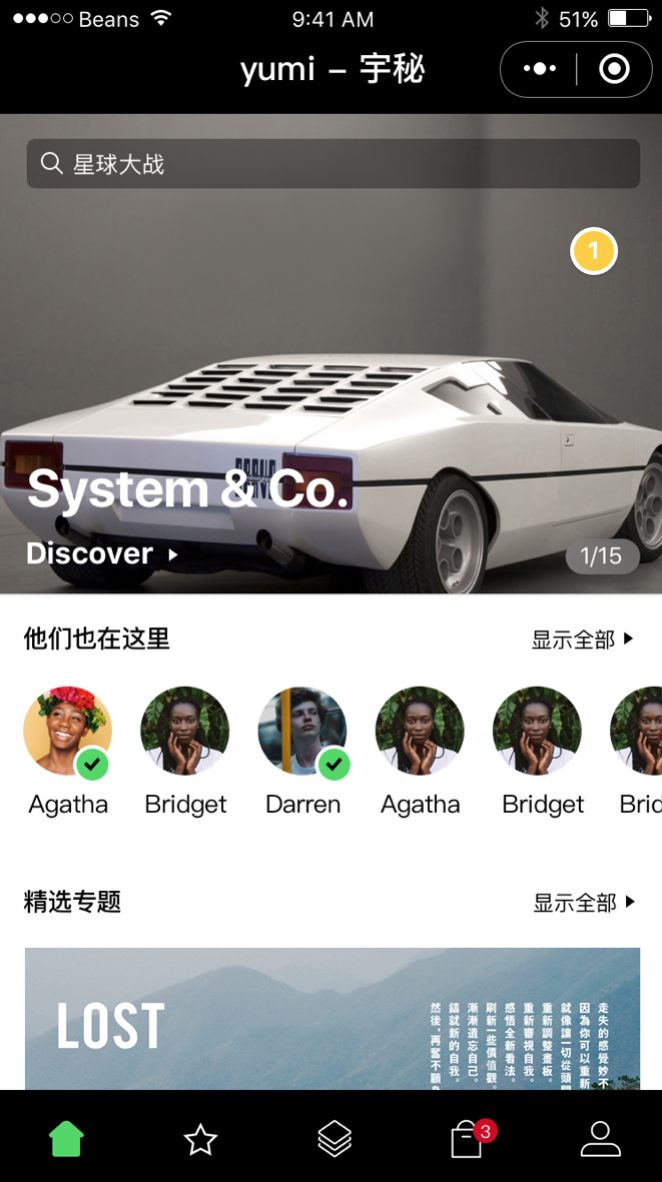 Beans 9:41 AM 51%
yumi – 宇秘
星球大战
1
System & Co.
Discover
1/15
他们也在这里 显示全部
Agatha Bridget Darren Agatha Bridget Brid
精选专题 显示全部
LOST
走失的感覺妙不
因為你可以重新
就像讓一切從頭開
重新調整畫板。
重新審視自我。
感悟全新看法。
刷新一些價值觀。
漸漸遺忘自己。
鑄就新的自我。
然後，再奮不顧身
3